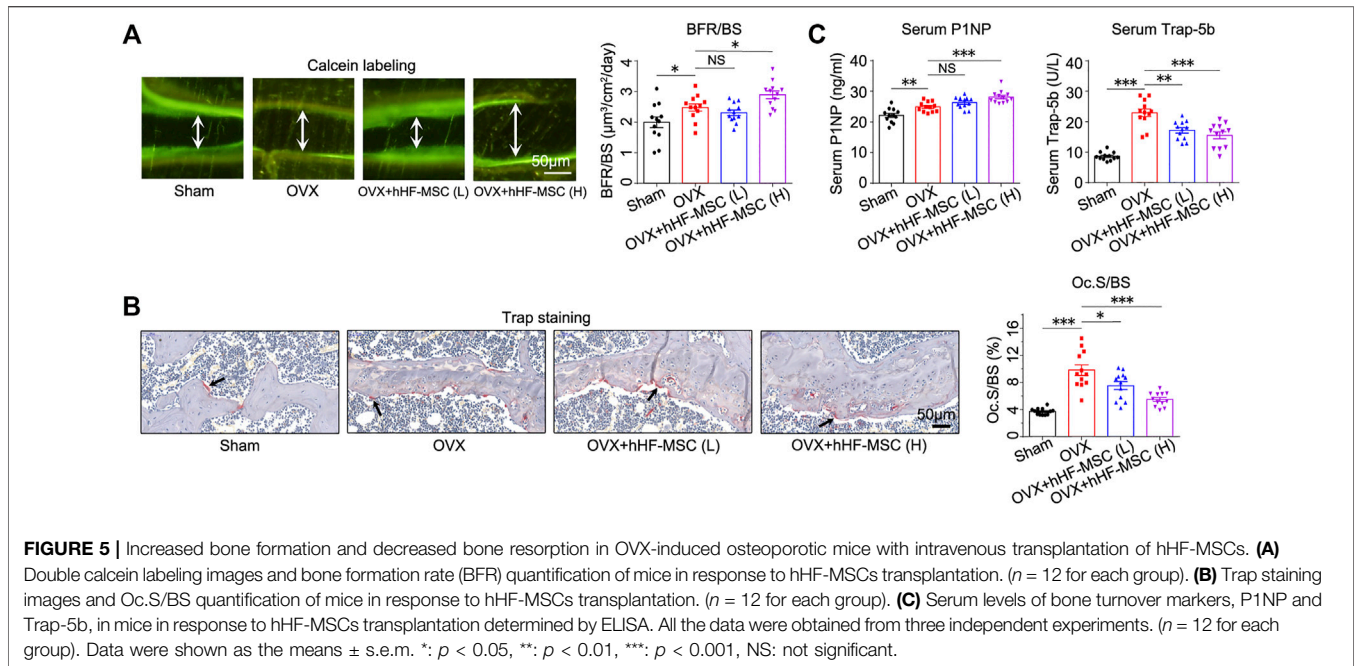 A
Calcein labeling
50μm
Sham
OVX
OVX+hHF-MSC (L)
OVX+hHF-MSC (H)
BFR/BS
BFR/BS (μm³/cm²/day)
4
3
2
1
0
*
*
NS
Sham
OVX
OVX+hHF-MSC (L)
OVX+hHF-MSC (H)
C
Serum P1NP
Serum P1NP (ng/ml)
40
30
20
10
0
***
**
NS
Sham
OVX
OVX+hHF-MSC (L)
OVX+hHF-MSC (H)
Serum Trap-5b
Serum Trap-5b (U/L)
40
30
20
10
0
***
***
**
Sham
OVX
OVX+hHF-MSC (L)
OVX+hHF-MSC (H)
B
Trap staining
50μm
Sham
OVX
OVX+hHF-MSC (L)
OVX+hHF-MSC (H)
Oc.S/BS
Oc.S/BS (%)
16
12
8
4
0
***
***
*
Sham
OVX
OVX+hHF-MSC (L)
OVX+hHF-MSC (H)
FIGURE 5 | Increased bone formation and decreased bone resorption in OVX-induced osteoporotic mice with intravenous transplantation of hHF-MSCs. (A)
Double calcein labeling images and bone formation rate (BFR) quantification of mice in response to hHF-MSCs transplantation. (n = 12 for each group). (B) Trap staining
images and Oc.S/BS quantification of mice in response to hHF-MSCs transplantation. (n = 12 for each group). (C) Serum levels of bone turnover markers, P1NP and
Trap-5b, in mice in response to hHF-MSCs transplantation determined by ELISA. All the data were obtained from three independent experiments. (n = 12 for each
group). Data were shown as the means ± s.e.m. *: p < 0.05, **: p < 0.01, ***: p < 0.001, NS: not significant.